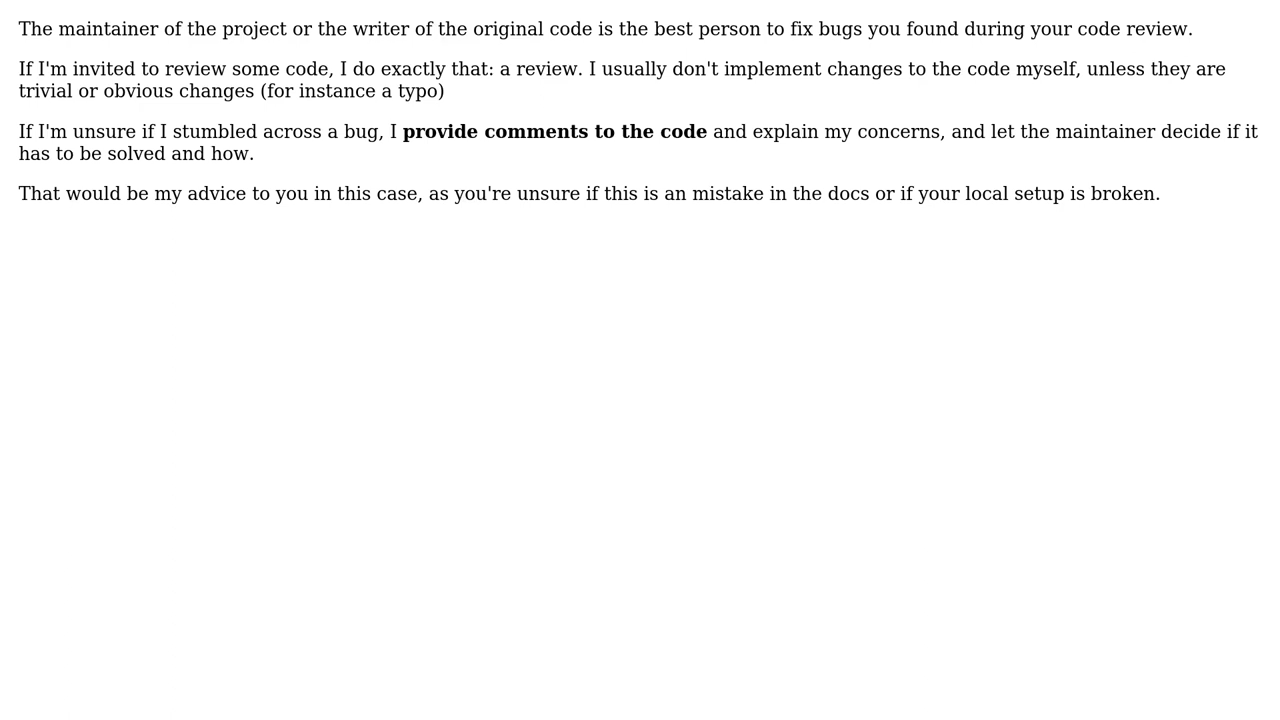 The maintainer of the project or the writer of the original code is the best person to fix bugs you found during your code review.
If I'm invited to review some code, I do exactly that: a review. I usually don't implement changes to the code myself, unless they are
trivial or obvious changes (for instance a typo)
If I'm unsure if I stumbled across a bug, I provide comments to the code and explain my concerns, and let the maintainer decide if it
has to be solved and how.
That would be my advice to you in this case, as you're unsure if this is an mistake in the docs or if your local setup is broken.